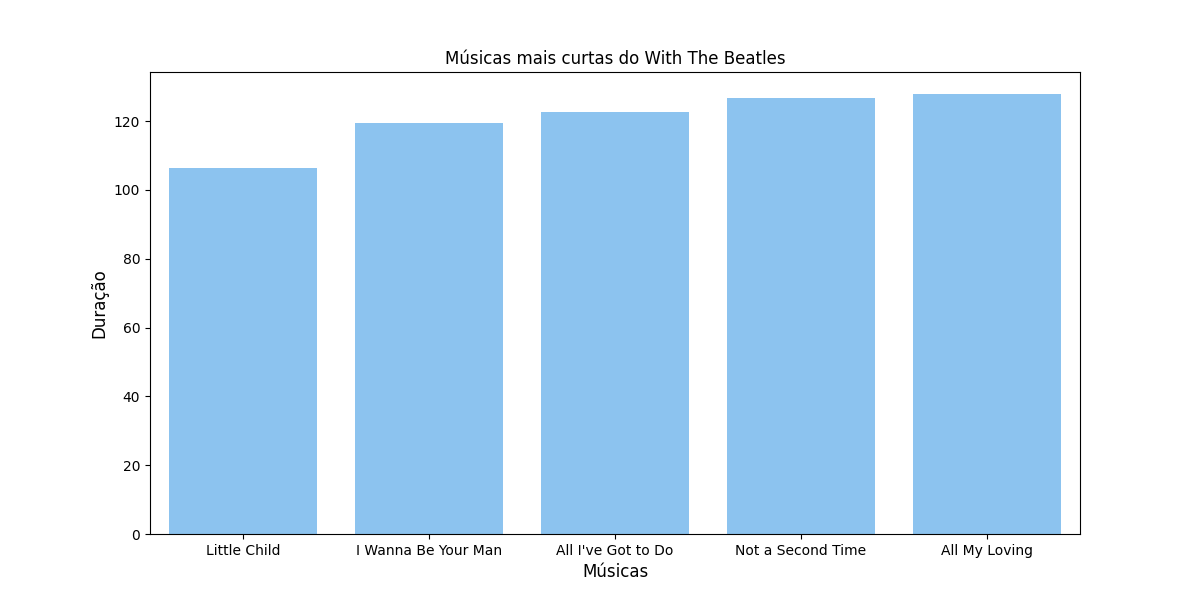 Músicas mais curtas do With The Beatles
Duração
120
100
80
60
40
20
0
Little Child
I Wanna Be Your Man
All I've Got to Do
Not a Second Time
All My Loving
Músicas